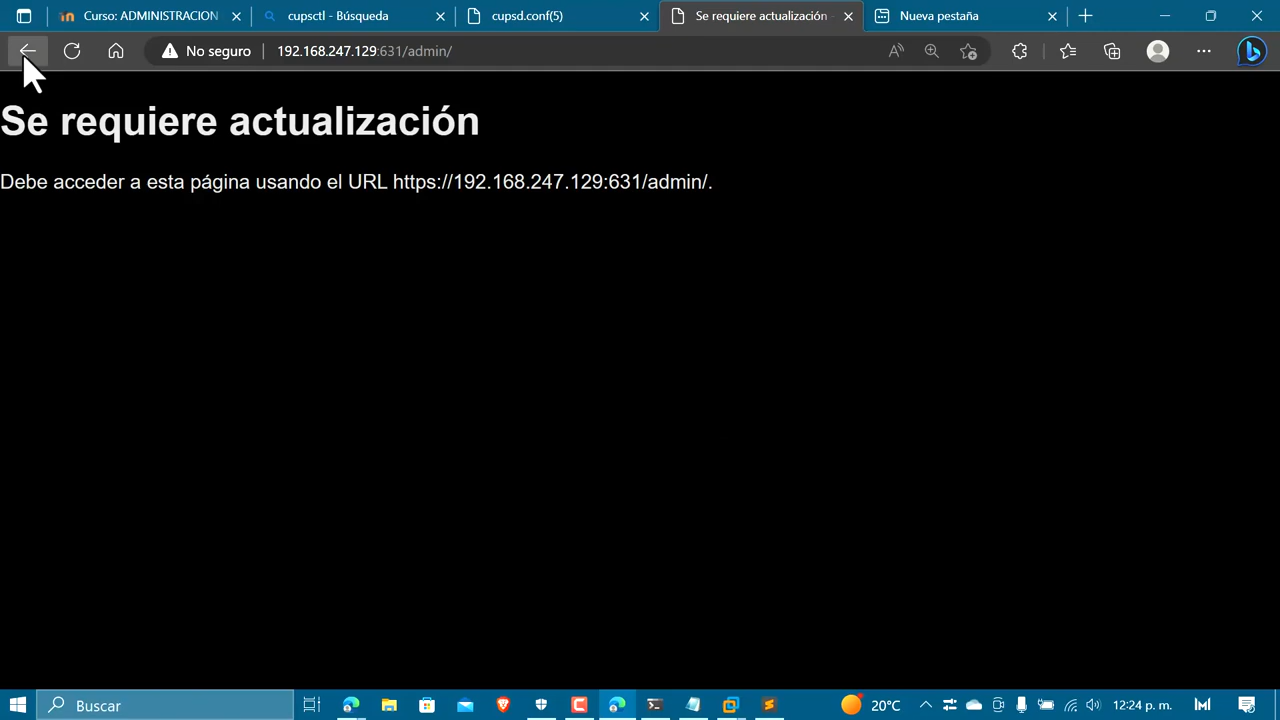 Curso: ADMINISTRACION
cupsctl - Búsqueda
cupsd.conf(5)
Se requiere actualización -
Nueva pestaña
No seguro
192.168.247.129:631/admin/
Se requiere actualización
Debe acceder a esta página usando el URL https://192.168.247.129:631/admin/.
Buscar
20°C
12:24 p. m.